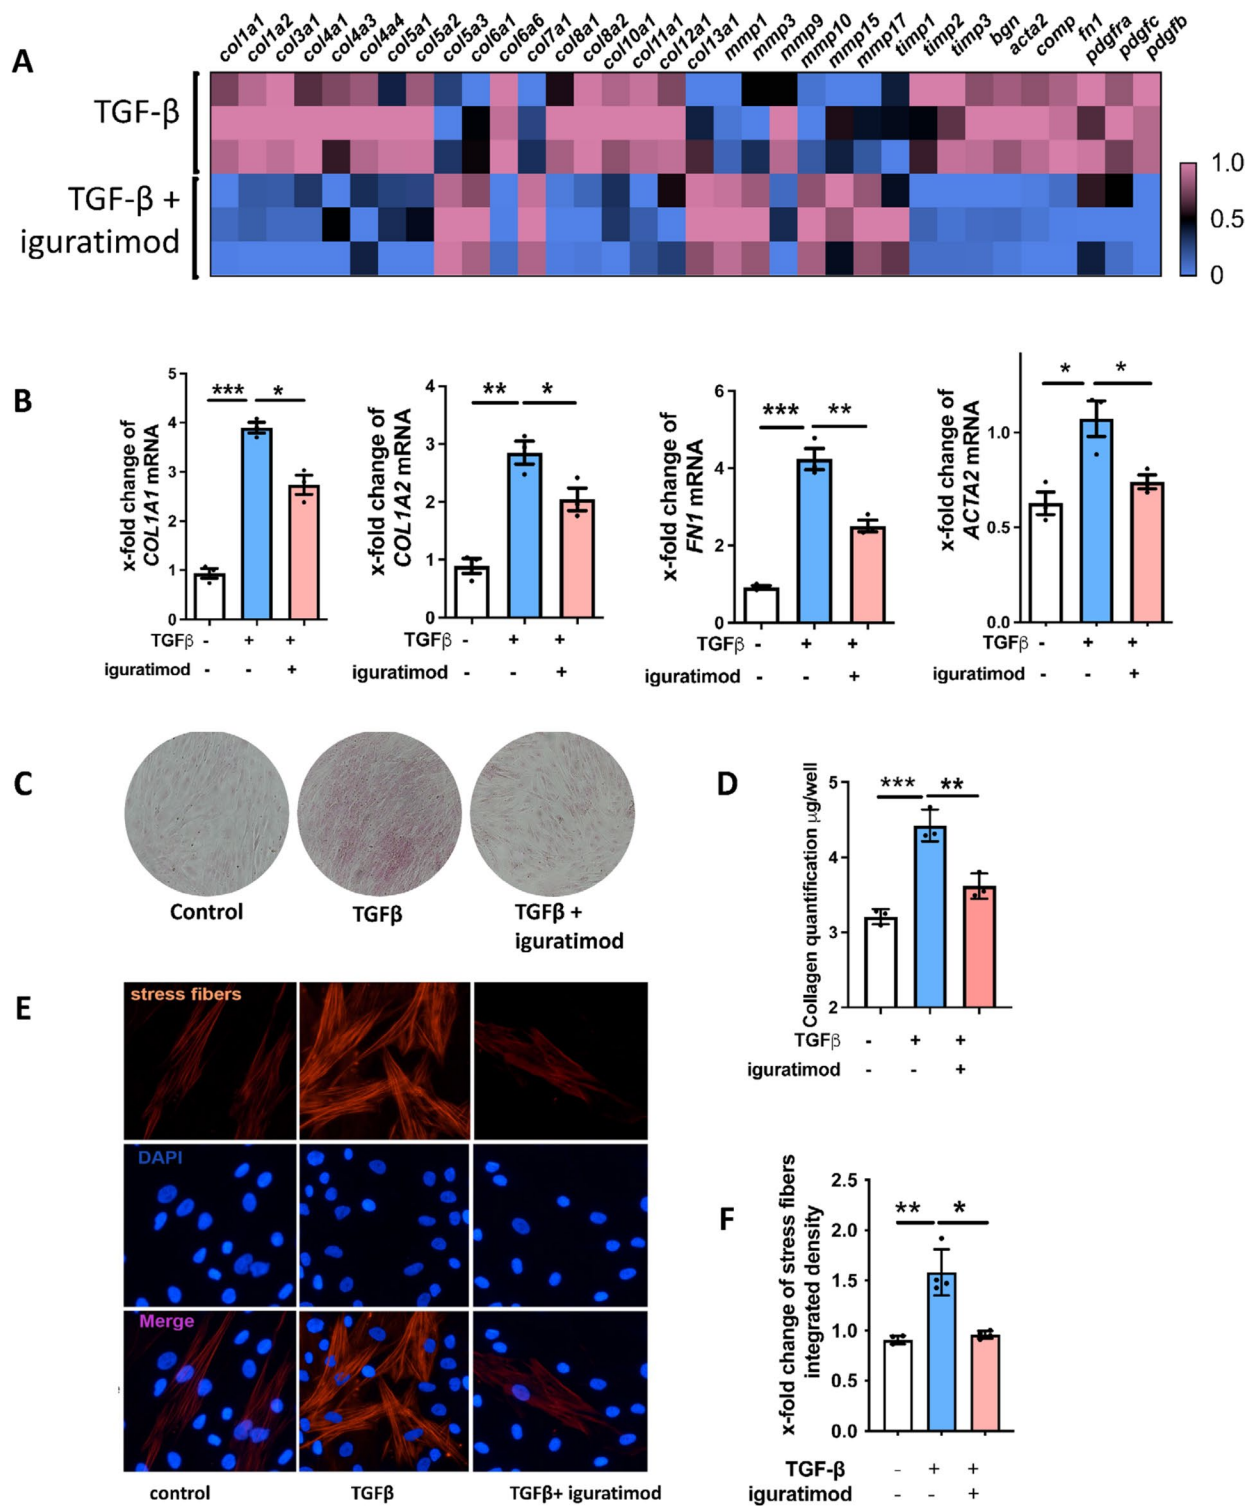 A
col1a1 col1a2 col3a1 col4a1 col4a3 col4a4 col5a1 col5a2 col5a3 col6a1 col6a6 col7a1 col8a1 col8a2 col10a1 col11a1 col12a1 col13a1 mmp1 mmp3 mmp9 mmp10 mmp15 mmp17 timp1 timp2 timp3 bgn acta2 comp fn1 pdgfra pdgfc pdgfb
TGF-β
TGF-β +
iguratimod
1.0
0.5
0
B
x-fold change of
COL1A1 mRNA
5
4
3
2
1
0
*** *
TGFβ - + +
iguratimod - - +
x-fold change of
COL1A2 mRNA
4
3
2
1
0
** *
TGFβ - + +
iguratimod - - +
x-fold change of
FN1 mRNA
6
4
2
0
*** **
TGFβ - + +
iguratimod - - +
x-fold change of
ACTA2 mRNA
1.0
0.5
0.0
* *
TGFβ - + +
iguratimod - - +
C
Control
TGFβ
TGFβ +
iguratimod
D
Collagen quantification µg/well
5
4
3
2
*** **
TGFβ - + +
iguratimod - - +
E
stress fibers
DAPI
Merge
control
TGFβ
TGFβ+ iguratimod
F
x-fold change of stress fibers
integrated density
2.5
2.0
1.5
1.0
0.5
0.0
** *
TGF-β - + +
iguratimod - - +